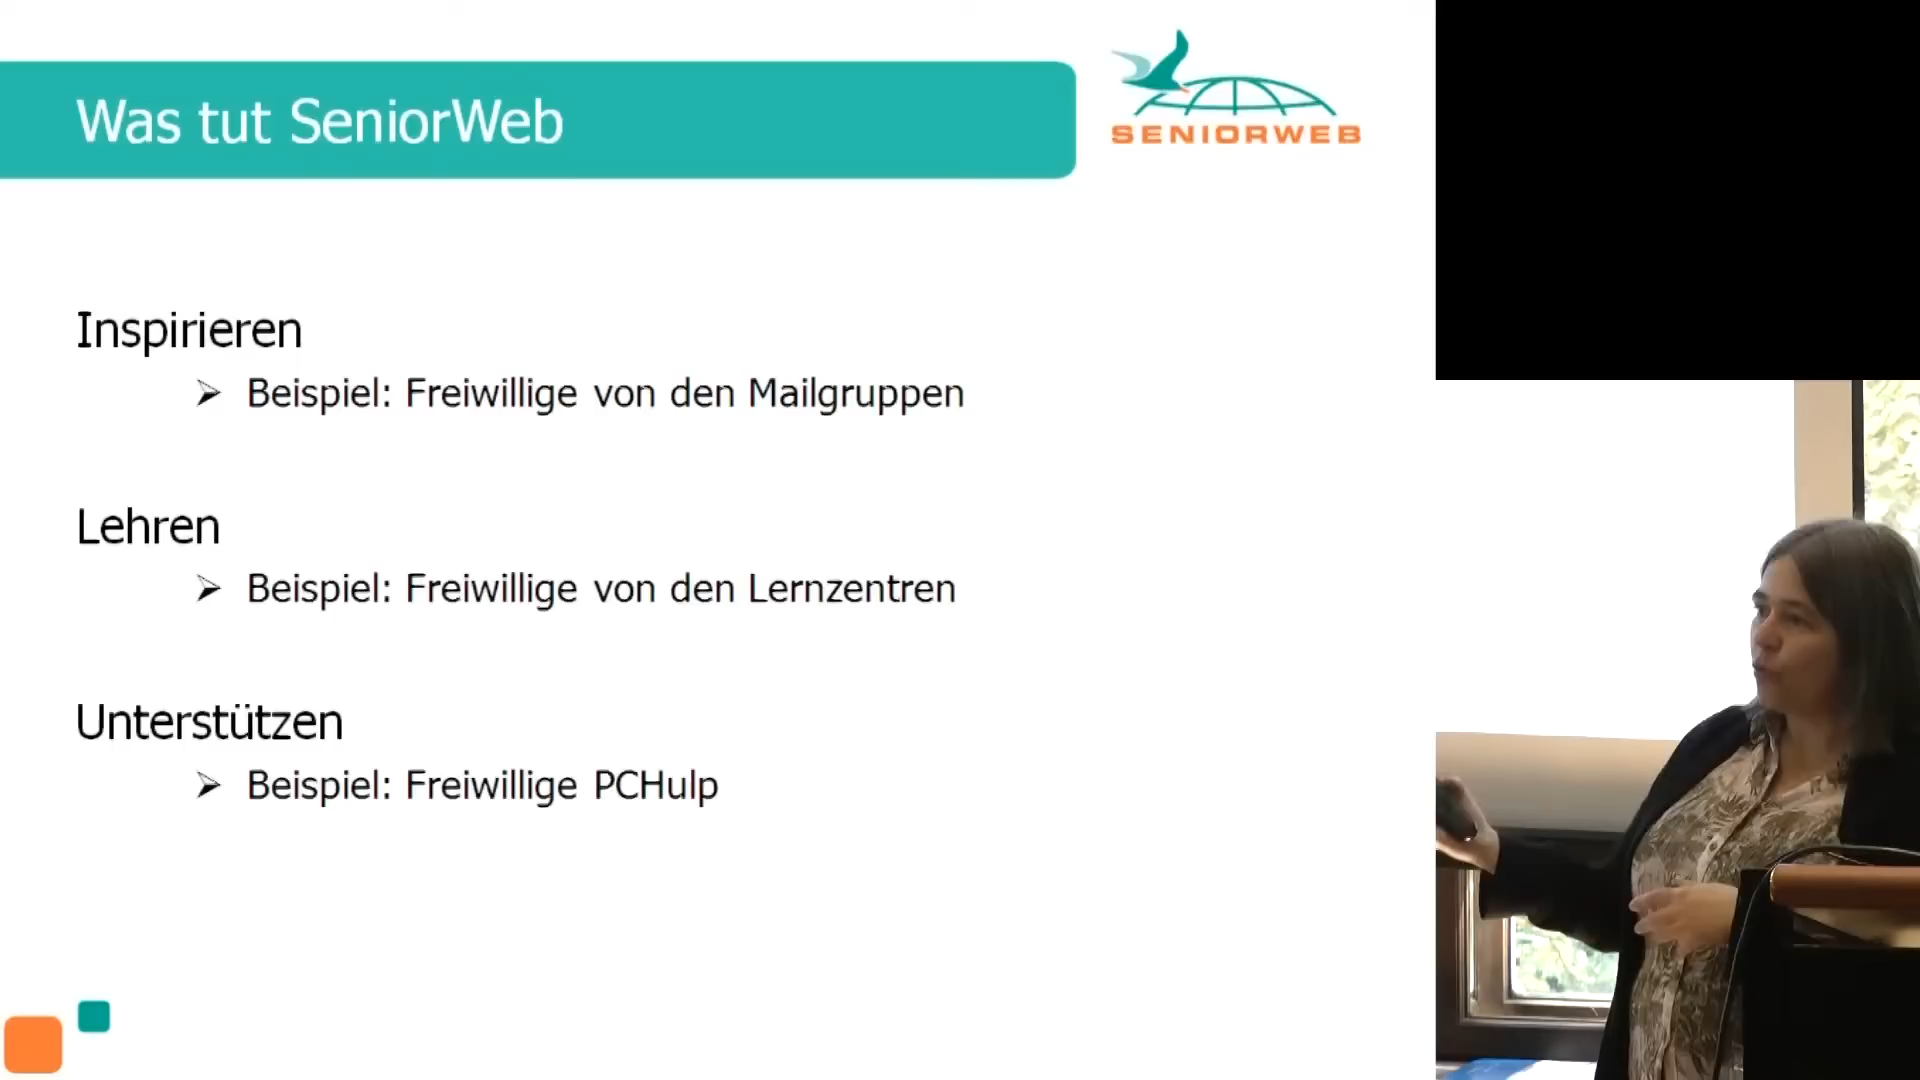 Was tut SeniorWeb
SENIORWEB
Inspirieren
Beispiel: Freiwillige von den Mailgruppen
Lehren
Beispiel: Freiwillige von den Lernzentren
Unterstützen
Beispiel: Freiwillige PCHulp